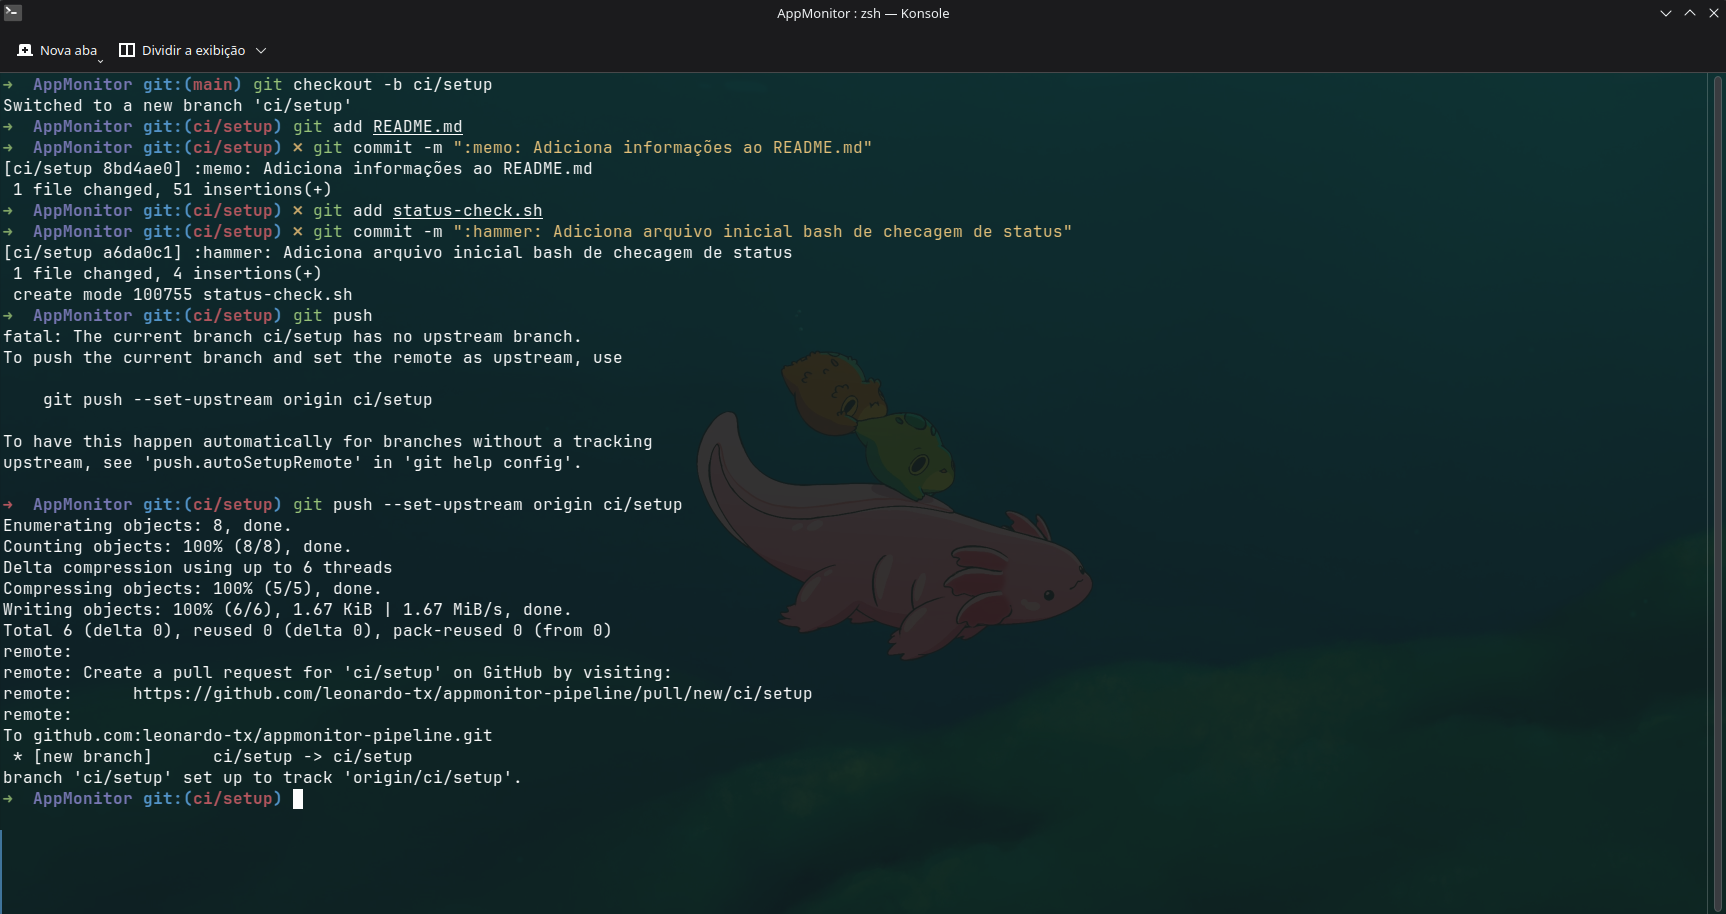 AppMonitor : zsh — Konsole
Nova aba Dividir a exibição
➜ AppMonitor git:(main) git checkout -b ci/setup
Switched to a new branch 'ci/setup'
➜ AppMonitor git:(ci/setup) git add README.md
➜ AppMonitor git:(ci/setup) ✗ git commit -m ":memo: Adiciona informações ao README.md"
[ci/setup 8bd4ae0] :memo: Adiciona informações ao README.md
 1 file changed, 51 insertions(+)
➜ AppMonitor git:(ci/setup) ✗ git add status-check.sh
➜ AppMonitor git:(ci/setup) ✗ git commit -m ":hammer: Adiciona arquivo inicial bash de checagem de status"
[ci/setup a6da0c1] :hammer: Adiciona arquivo inicial bash de checagem de status
 1 file changed, 4 insertions(+)
 create mode 100755 status-check.sh
➜ AppMonitor git:(ci/setup) git push
fatal: The current branch ci/setup has no upstream branch.
To push the current branch and set the remote as upstream, use
    git push --set-upstream origin ci/setup
To have this happen automatically for branches without a tracking
upstream, see 'push.autoSetupRemote' in 'git help config'.
➜ AppMonitor git:(ci/setup) git push --set-upstream origin ci/setup
Enumerating objects: 8, done.
Counting objects: 100% (8/8), done.
Delta compression using up to 6 threads
Compressing objects: 100% (5/5), done.
Writing objects: 100% (6/6), 1.67 KiB | 1.67 MiB/s, done.
Total 6 (delta 0), reused 0 (delta 0), pack-reused 0 (from 0)
remote:
remote: Create a pull request for 'ci/setup' on GitHub by visiting:
remote:      https://github.com/leonardo-tx/appmonitor-pipeline/pull/new/ci/setup
remote:
To github.com:leonardo-tx/appmonitor-pipeline.git
 * [new branch]      ci/setup -> ci/setup
branch 'ci/setup' set up to track 'origin/ci/setup'.
➜ AppMonitor git:(ci/setup)